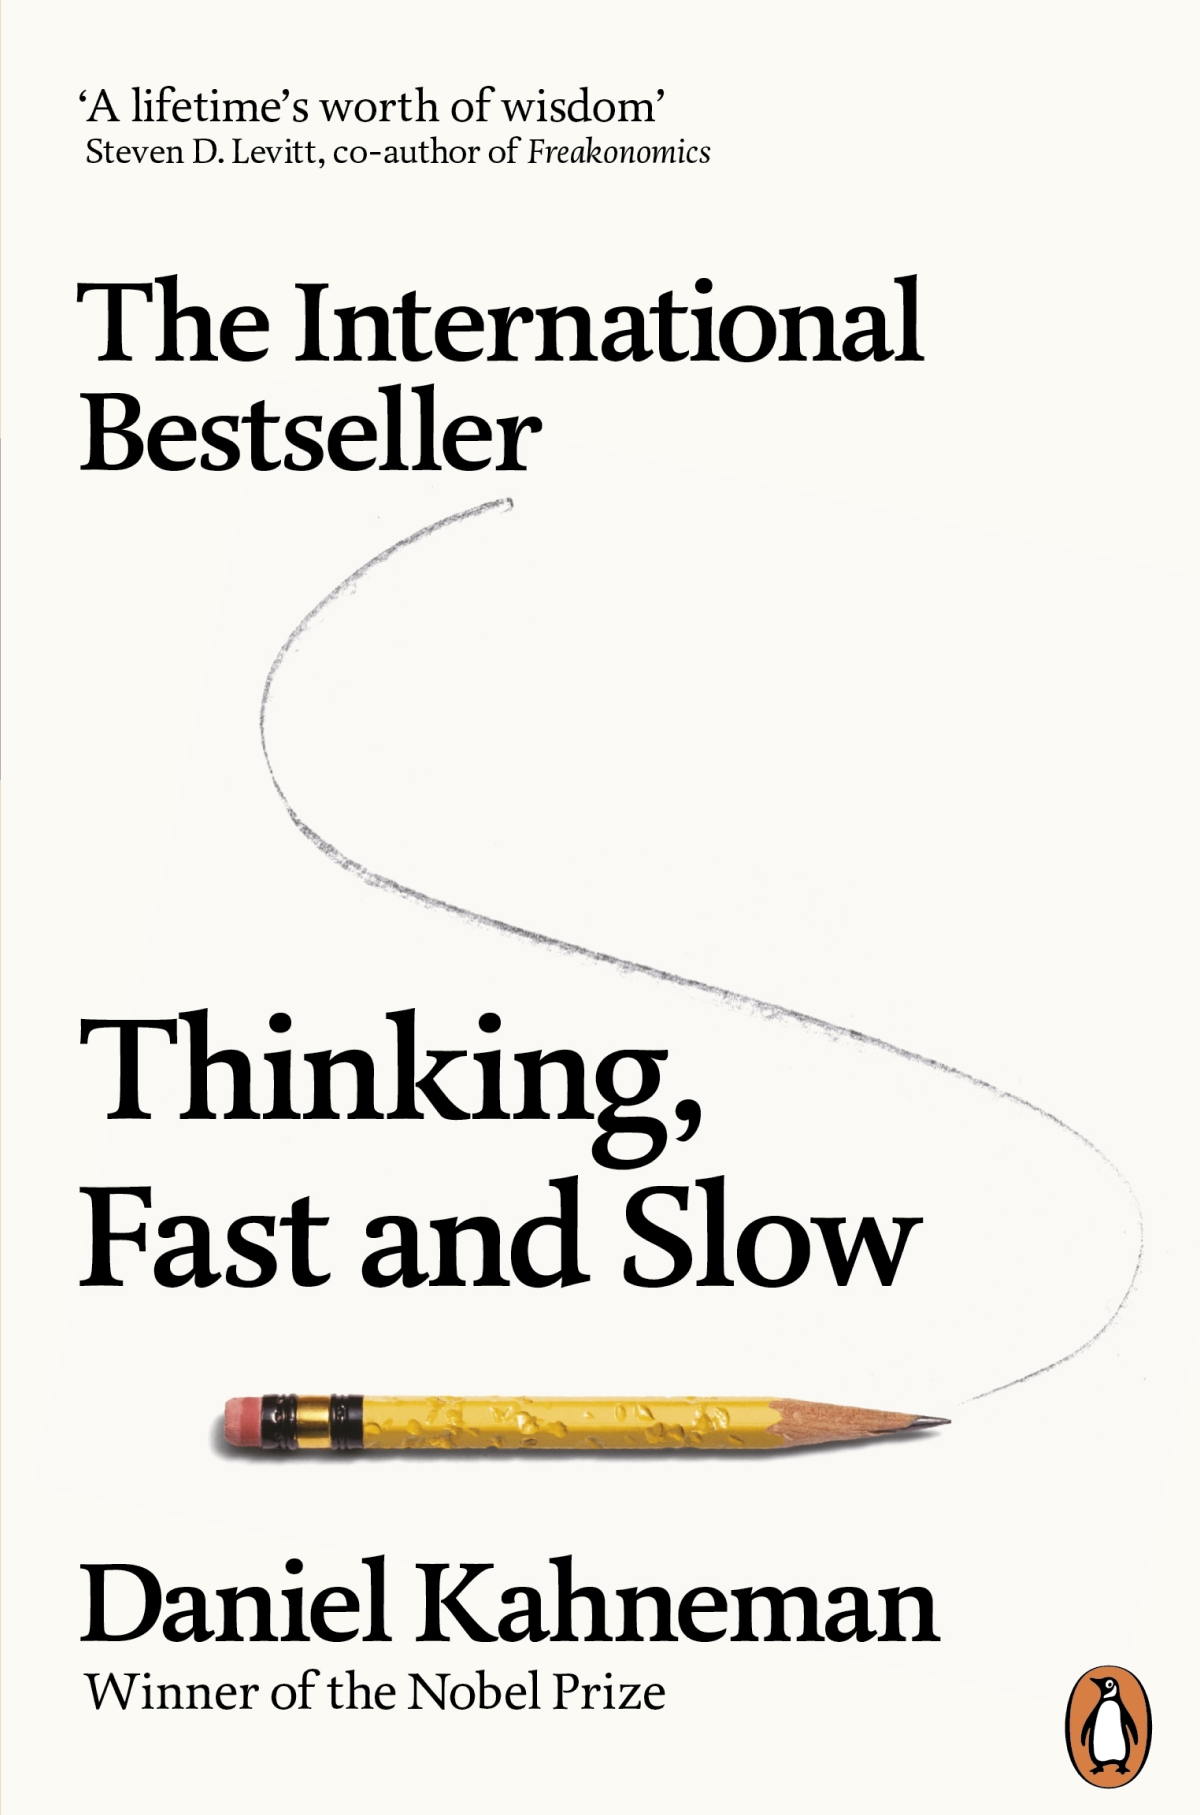 ‘A lifetime’s worth of wisdom’
Steven D. Levitt, co-author of Freakonomics
The International
Bestseller
Thinking,
Fast and Slow
Daniel Kahneman
Winner of the Nobel Prize